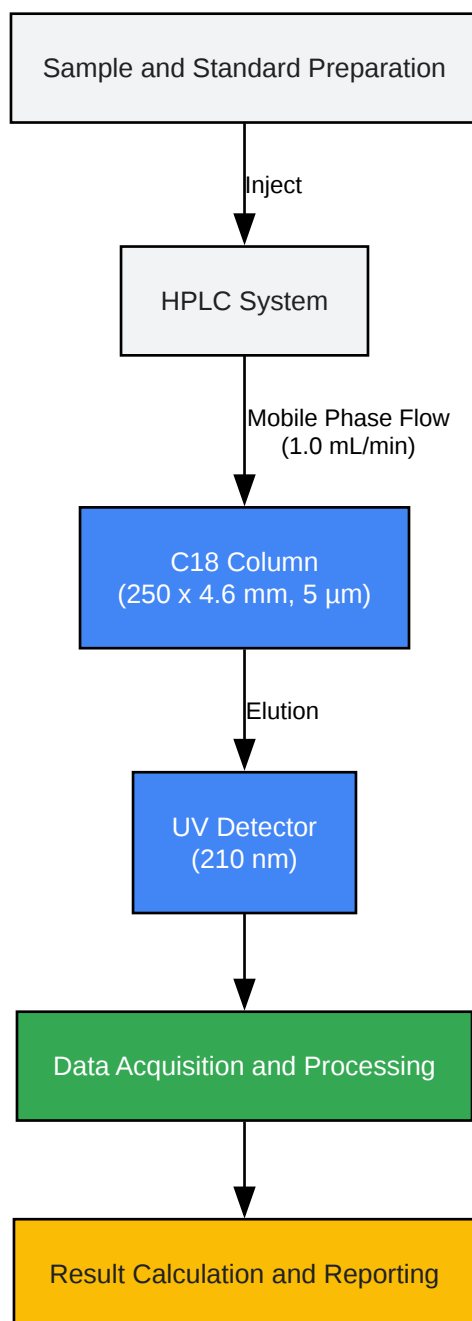 Sample and Standard Preparation
Inject
HPLC System
Mobile Phase Flow
(1.0 mL/min)
C18 Column
(250 x 4.6 mm, 5 µm)
Elution
UV Detector
(210 nm)
Data Acquisition and Processing
Result Calculation and Reporting